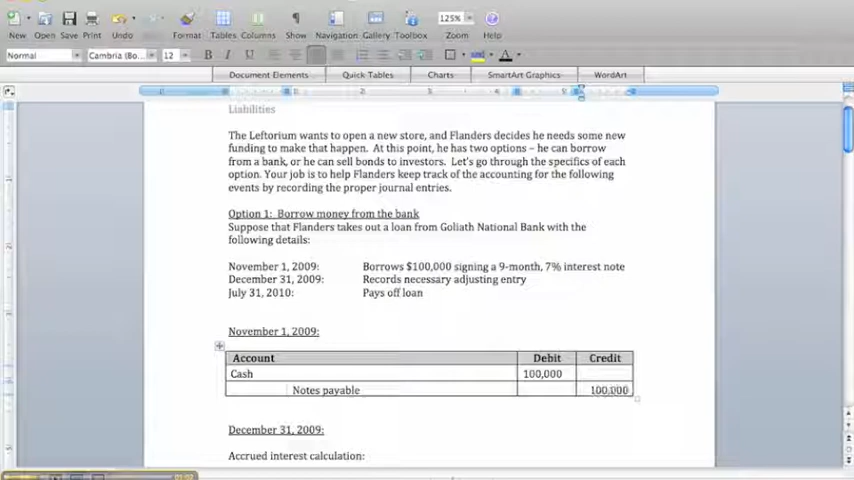 New Open Save Print Undo Format Tables Columns Show Navigation Gallery Toolbox Zoom Help
125%
Normal Cambria (Bo... 12 B I U A
Document Elements Quick Tables Charts SmartArt Graphics WordArt
Liabilities
The Leftorium wants to open a new store, and Flanders decides he needs some new
funding to make that happen. At this point, he has two options – he can borrow
from a bank, or he can sell bonds to investors. Let's go through the specifics of each
option. Your job is to help Flanders keep track of the accounting for the following
events by recording the proper journal entries.
Option 1: Borrow money from the bank
Suppose that Flanders takes out a loan from Goliath National Bank with the
following details:
November 1, 2009: Borrows $100,000 signing a 9-month, 7% interest note
December 31, 2009: Records necessary adjusting entry
July 31, 2010: Pays off loan
November 1, 2009:
Account Debit Credit
Cash 100,000
Notes payable 100,000
December 31, 2009:
Accrued interest calculation: